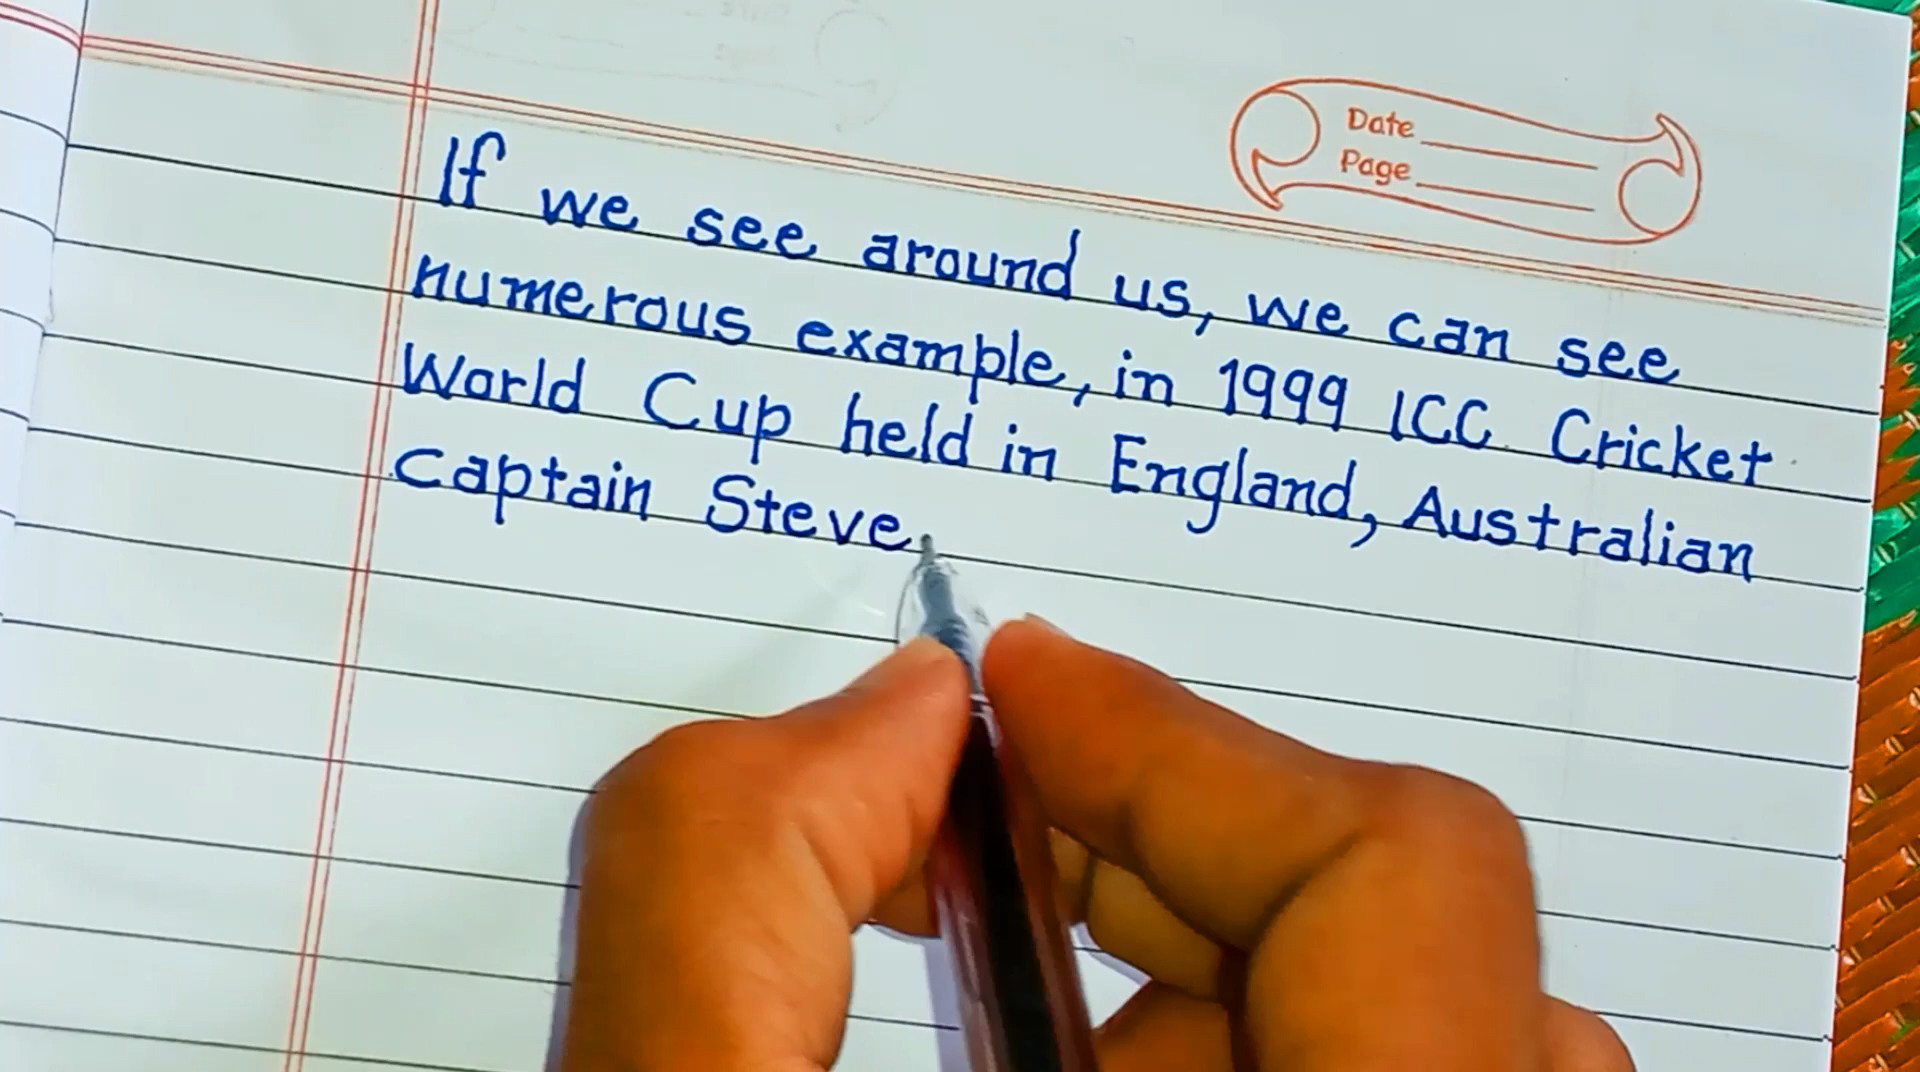 Date
Page
If we see around us, we can see
numerous example, in 1999 ICC Cricket
World Cup held in England, Australian
captain Steve